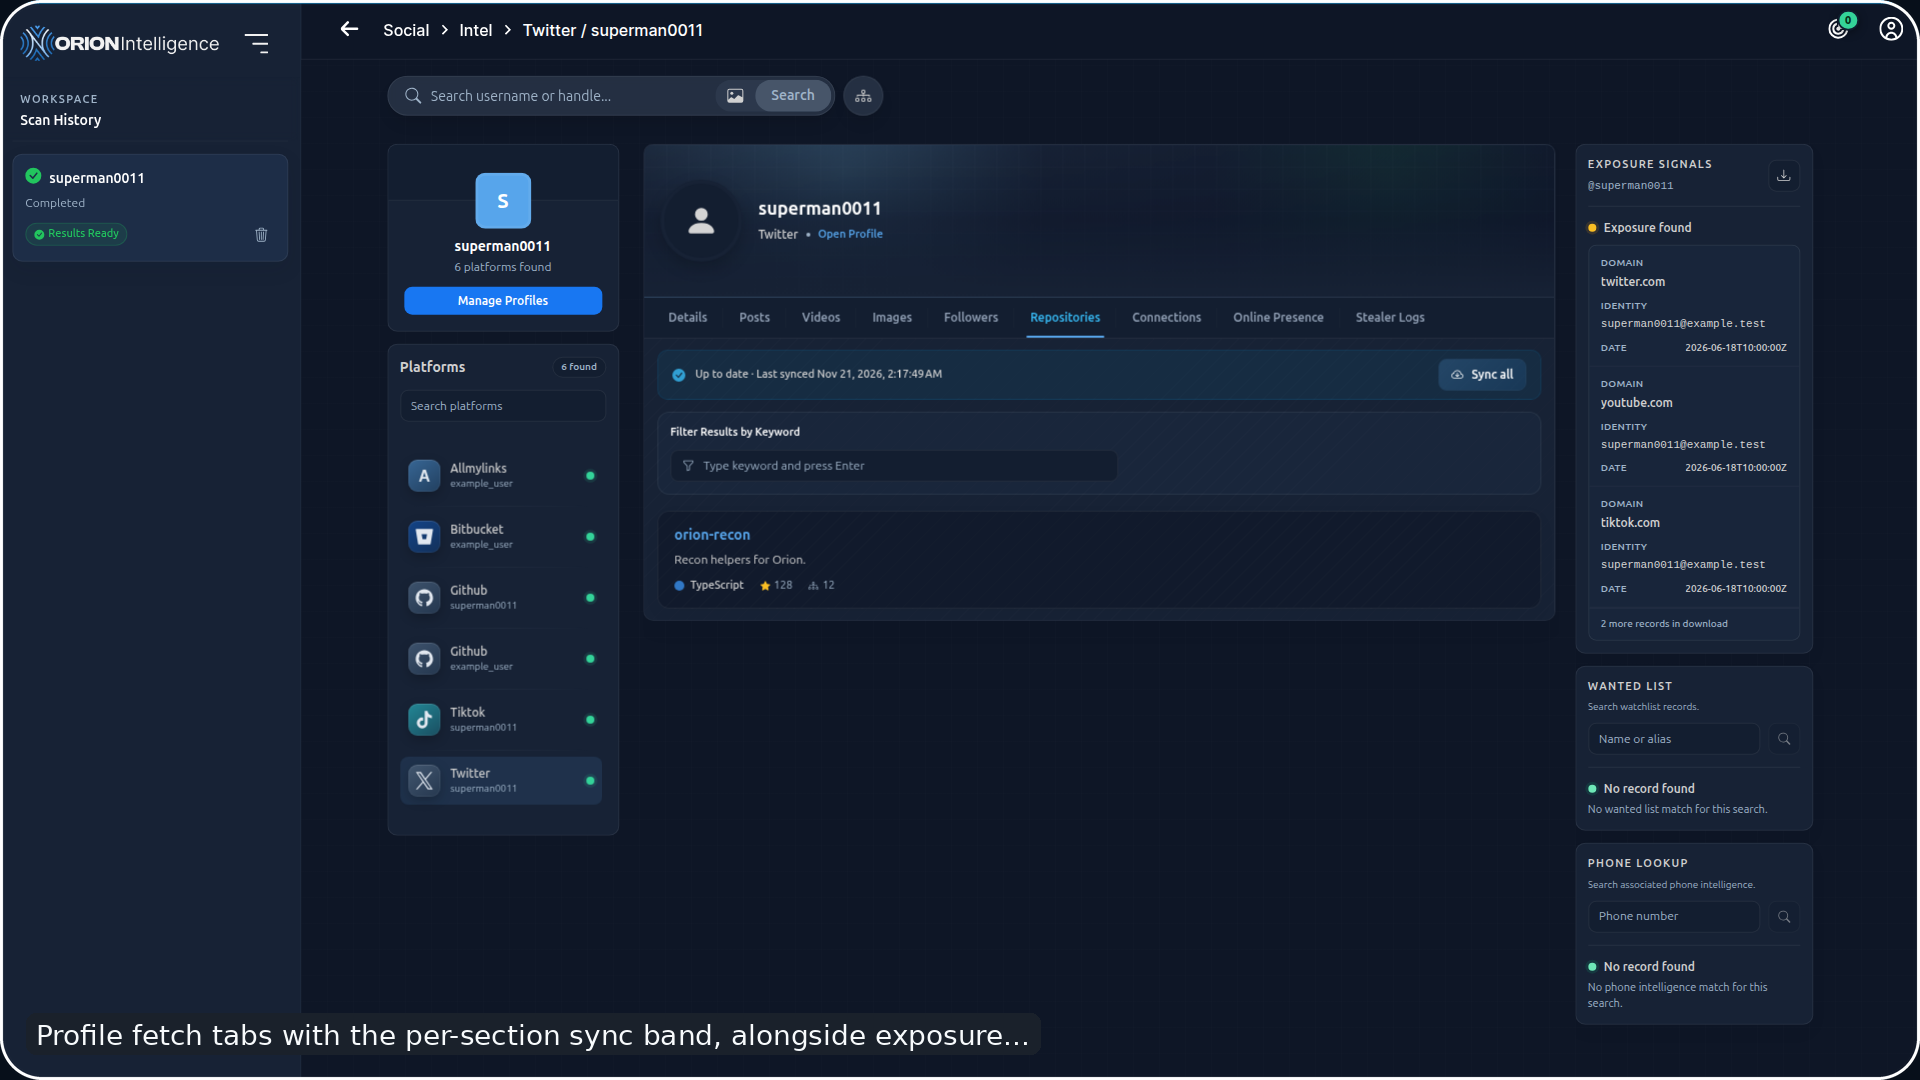 ORIONIntelligence
WORKSPACE
Scan History
superman0011
Completed
Results Ready
Social > Intel > Twitter / superman0011
0
Search username or handle...
Search
S
superman0011
6 platforms found
Manage Profiles
Platforms
6 found
Search platforms
A
Allmylinks
example_user
Bitbucket
example_user
Github
superman0011
Github
example_user
Tiktok
superman0011
Twitter
superman0011
superman0011
Twitter • Open Profile
Details Posts Videos Images Followers Repositories Connections Online Presence Stealer Logs
Up to date · Last synced Nov 21, 2026, 2:17:49 AM
Sync all
Filter Results by Keyword
Type keyword and press Enter
orion-recon
Recon helpers for Orion.
TypeScript 128 12
EXPOSURE SIGNALS
@superman0011
Exposure found
DOMAIN
twitter.com
IDENTITY
superman0011@example.test
DATE 2026-06-18T10:00:00Z
DOMAIN
youtube.com
IDENTITY
superman0011@example.test
DATE 2026-06-18T10:00:00Z
DOMAIN
tiktok.com
IDENTITY
superman0011@example.test
DATE 2026-06-18T10:00:00Z
2 more records in download
WANTED LIST
Search watchlist records.
Name or alias
No record found
No wanted list match for this search.
PHONE LOOKUP
Search associated phone intelligence.
Phone number
No record found
No phone intelligence match for this
search.
Profile fetch tabs with the per-section sync band, alongside exposure...